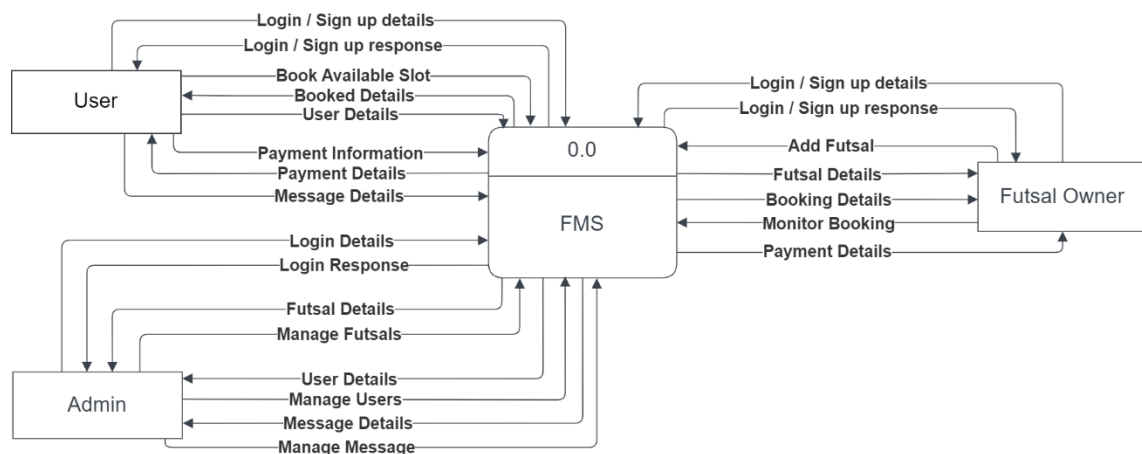 Login / Sign up details
Login / Sign up response
User
Book Available Slot
Booked Details
User Details
Payment Information
Payment Details
Message Details
0.0
FMS
Login / Sign up details
Login / Sign up response
Add Futsal
Futsal Details
Booking Details
Monitor Booking
Payment Details
Futsal Owner
Login Details
Login Response
Futsal Details
Manage Futsals
Admin
User Details
Manage Users
Message Details
Manage Message